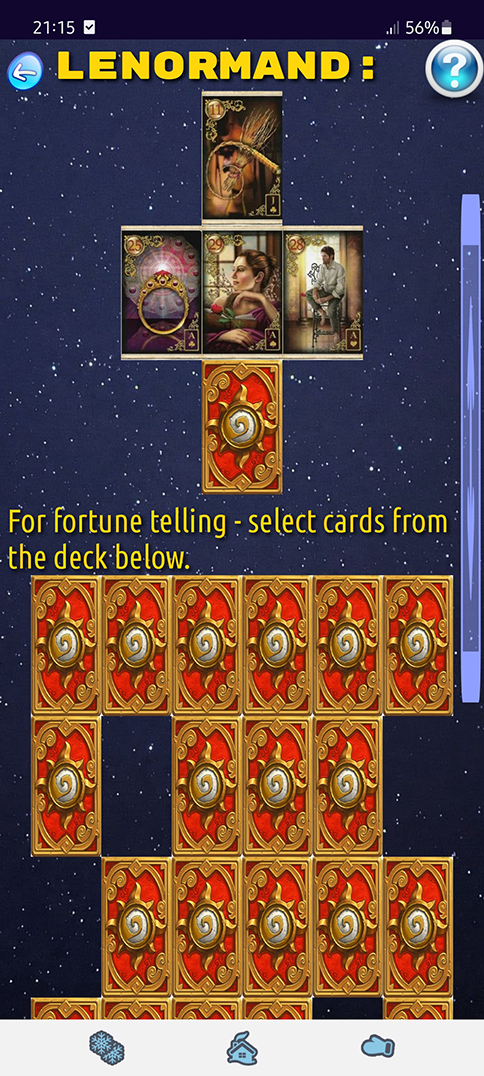 21:15
56%
LENORMAND:
?
11
J
25
29
28
A
A
A
For fortune telling - select cards from
the deck below.